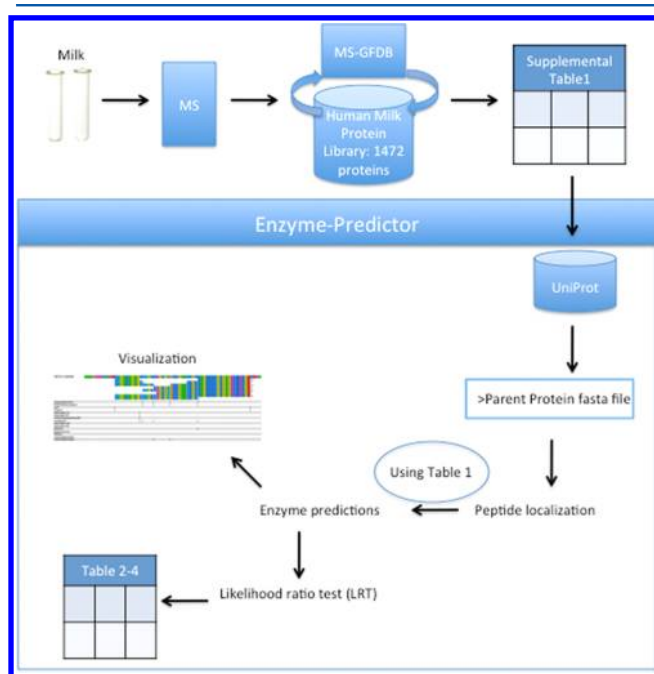 Milk
MS
MS-GFDB
Human Milk
Protein
Library: 1472
proteins
Supplemental
Table1
Enzyme-Predictor
UniProt
>Parent Protein fasta file
Visualization
Using Table 1
Enzyme predictions
Peptide localization
Table 2-4
Likelihood ratio test (LRT)